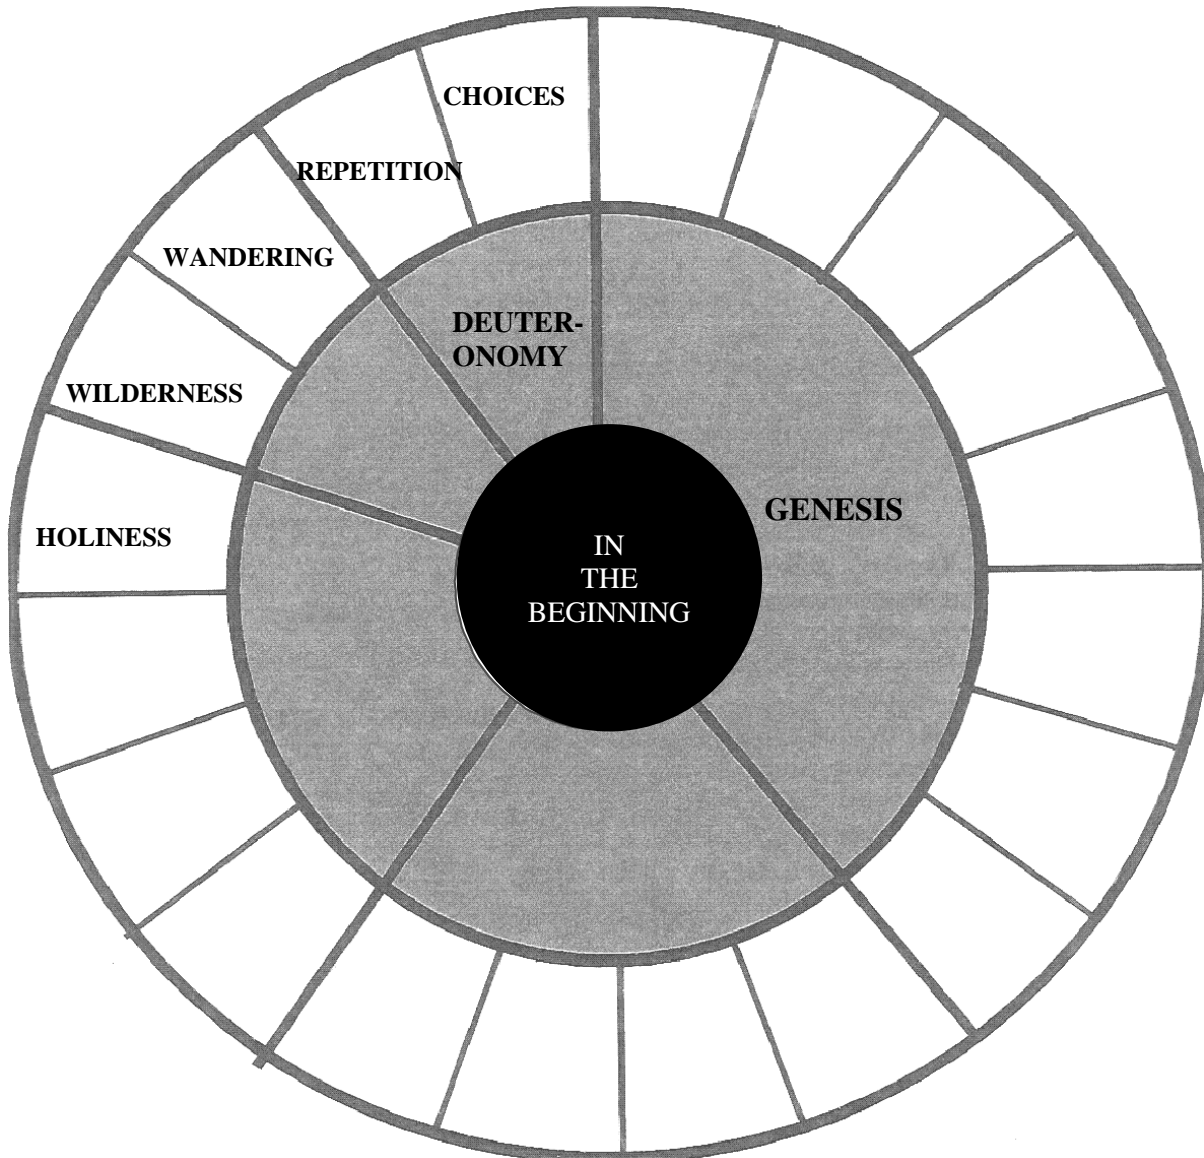 CHOICES
REPETITION
WANDERING
DEUTER-
ONOMY
WILDERNESS
GENESIS
HOLINESS
IN
THE
BEGINNING